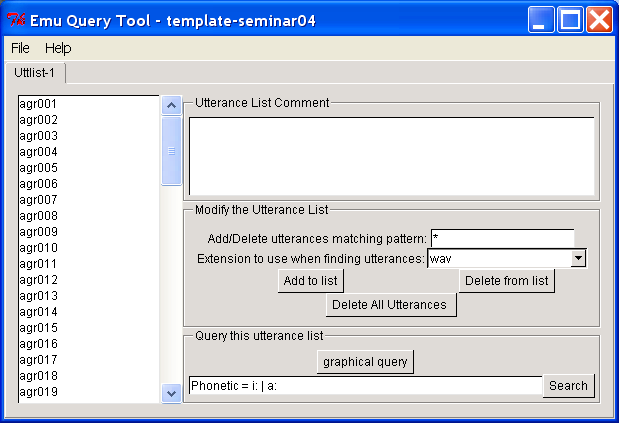 Emu Query Tool - template-seminar04
File Help
Uttlist-1
agr001
agr002
agr003
agr004
agr005
agr006
agr007
agr008
agr009
agr010
agr011
agr012
agr013
agr014
agr015
agr016
agr017
agr018
agr019
Utterance List Comment
Modify the Utterance List
Add/Delete utterances matching pattern: *
Extension to use when finding utterances: wav
Add to list Delete from list
Delete All Utterances
Query this utterance list
graphical query
Phonetic = i: | a: Search